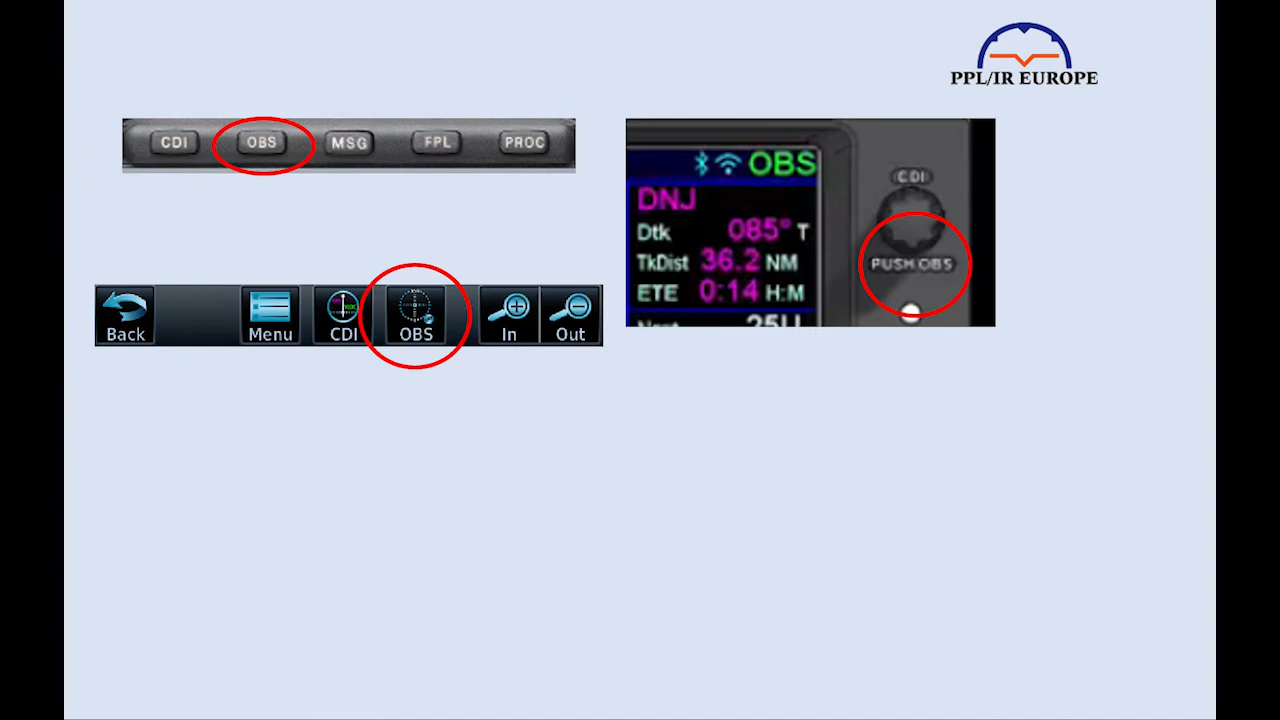 PPL/IR EUROPE
CDI OBS MSG FPL PROC
OBS
DNJ
Dtk 085° T
TkDist 36.2 NM
ETE 0:14 H:M
25U
CDI
PUSH OBS
Back Menu CDI OBS In Out